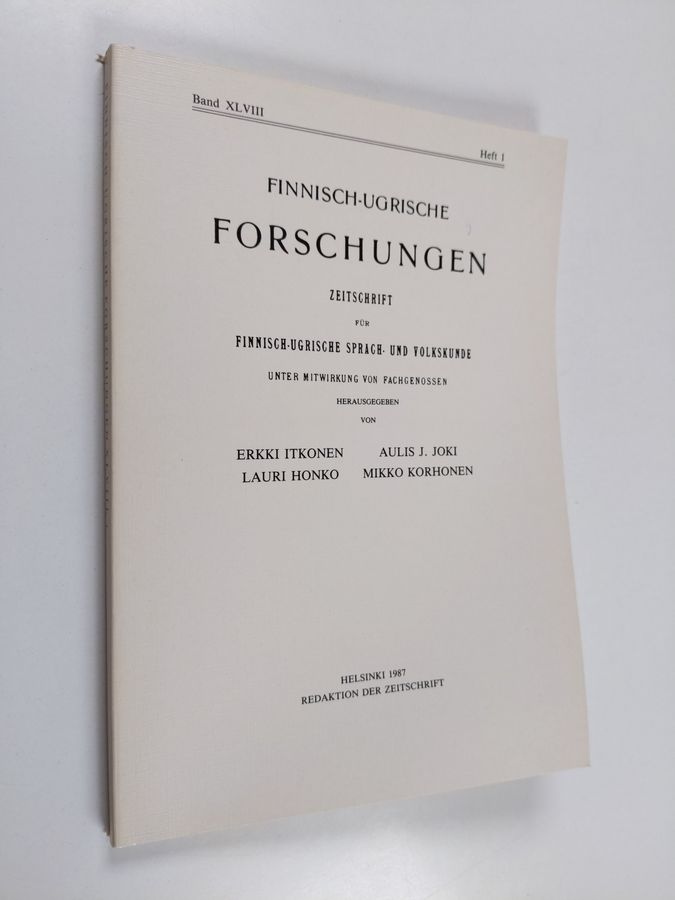 Band XLVIII
Heft 1
FINNISCH-UGRISCHE
FORSCHUNGEN
ZEITSCHRIFT
FÜR
FINNISCH-UGRISCHE SPRACH- UND VOLKSKUNDE
UNTER MITWIRKUNG VON FACHGENOSSEN
HERAUSGEGEBEN
VON
ERKKI ITKONEN AULIS J. JOKI
LAURI HONKO MIKKO KORHONEN
HELSINKI 1987
REDAKTION DER ZEITSCHRIFT